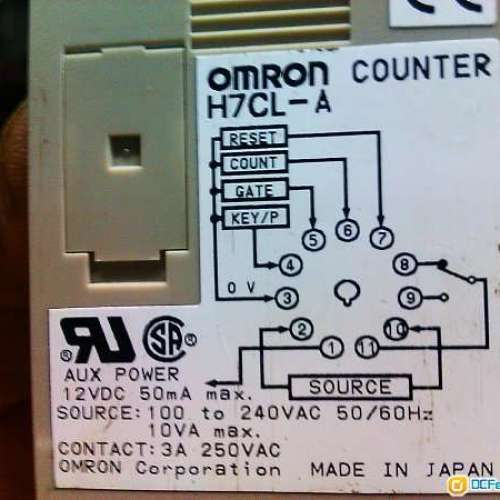 OMRON COUNTER
H7CL-A
RESET
COUNT
GATE
KEY/P
5 6 7
4 8
0 V 3 9
2 10
1 11
SOURCE
AUX POWER
12VDC 50mA max.
SOURCE: 100 to 240VAC 50/60Hz
10VA max.
CONTACT: 3A 250VAC
OMRON Corporation MADE IN JAPAN